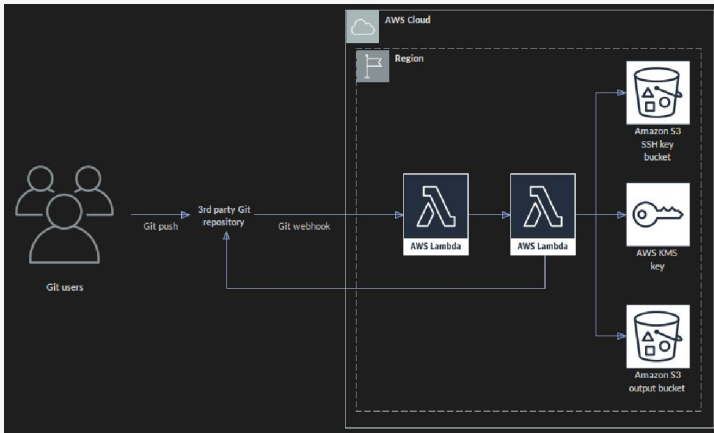 AWS Cloud
Region
Amazon S3
SSH key
bucket
3rd party Git
repository
Git push
Git webhook
AWS Lambda
AWS Lambda
AWS KMS
key
Git users
Amazon S3
output bucket